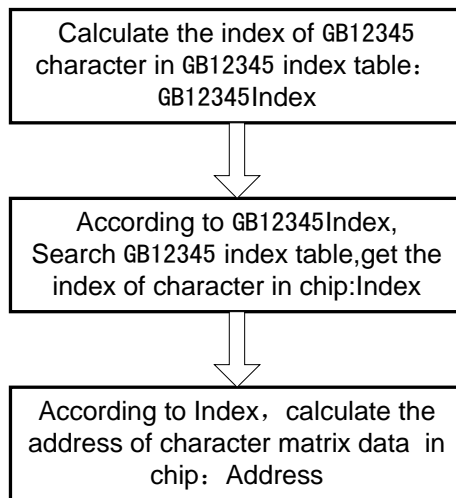 Calculate the index of GB12345
character in GB12345 index table：
GB12345Index
According to GB12345Index,
Search GB12345 index table,get the
index of character in chip:Index
According to Index，calculate the
address of character matrix data in
chip：Address